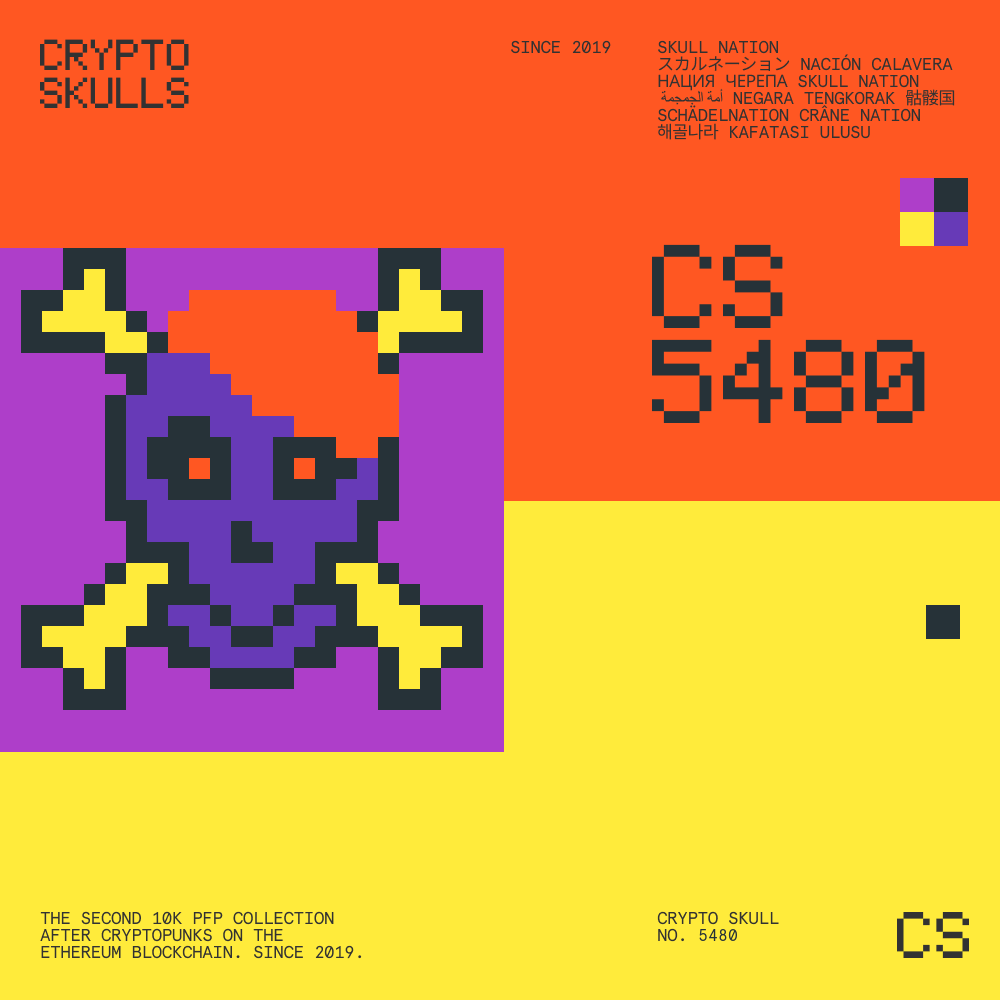 CRYPTO
SKULLS
SINCE 2019
SKULL NATION
スカルネーション NACIÓN CALAVERA
НАЦИЯ ЧЕРЕПА SKULL NATION
أمة الجمجمة NEGARA TENGKORAK 骷髅国
SCHÄDELNATION CRÂNE NATION
해골나라 KAFATASI ULUSU
CS
5480
THE SECOND 10K PFP COLLECTION
AFTER CRYPTOPUNKS ON THE
ETHEREUM BLOCKCHAIN. SINCE 2019.
CRYPTO SKULL
NO. 5480
CS